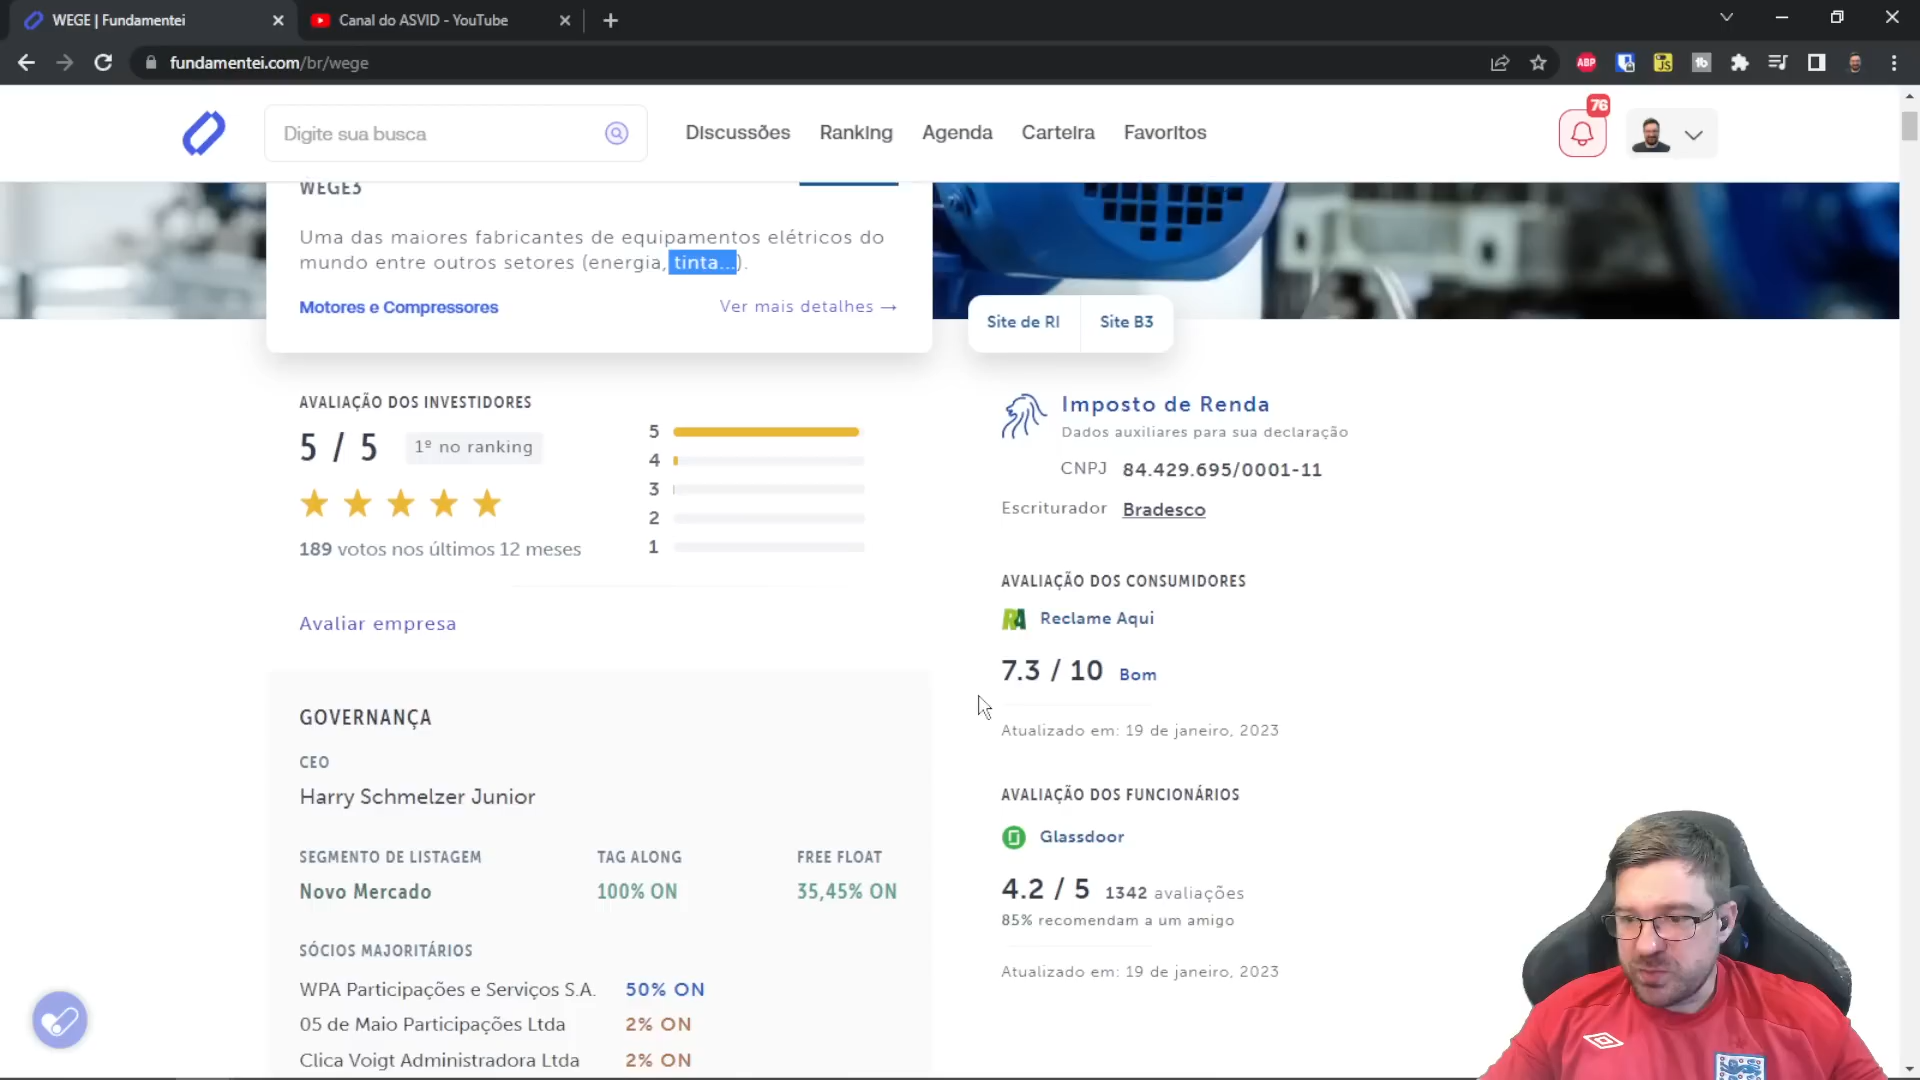 WEGE | Fundamentei
Canal do ASVID - YouTube
fundamentei.com/br/wege
ABP
JS
tb
Digite sua busca
Discussões
Ranking
Agenda
Carteira
Favoritos
76
WEGE3
Uma das maiores fabricantes de equipamentos elétricos do
mundo entre outros setores (energia, tinta...).
Motores e Compressores
Ver mais detalhes →
Site de RI
Site B3
AVALIAÇÃO DOS INVESTIDORES
5 / 5
1º no ranking
189 votos nos últimos 12 meses
5
4
3
2
1
Avaliar empresa
Imposto de Renda
Dados auxiliares para sua declaração
CNPJ 84.429.695/0001-11
Escriturador Bradesco
AVALIAÇÃO DOS CONSUMIDORES
RA Reclame Aqui
7.3 / 10 Bom
Atualizado em: 19 de janeiro, 2023
AVALIAÇÃO DOS FUNCIONÁRIOS
Glassdoor
4.2 / 5 1342 avaliações
85% recomendam a um amigo
Atualizado em: 19 de janeiro, 2023
GOVERNANÇA
CEO
Harry Schmelzer Junior
SEGMENTO DE LISTAGEM
Novo Mercado
TAG ALONG
100% ON
FREE FLOAT
35,45% ON
SÓCIOS MAJORITÁRIOS
WPA Participações e Serviços S.A. 50% ON
05 de Maio Participações Ltda 2% ON
Clica Voigt Administradora Ltda 2% ON